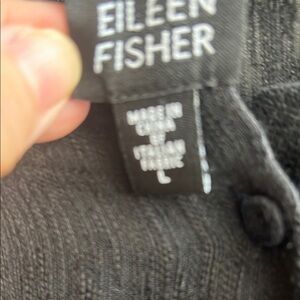 EILEEN
FISHER
MADE IN
CHINA
OF
ITALIAN
FABRIC
L